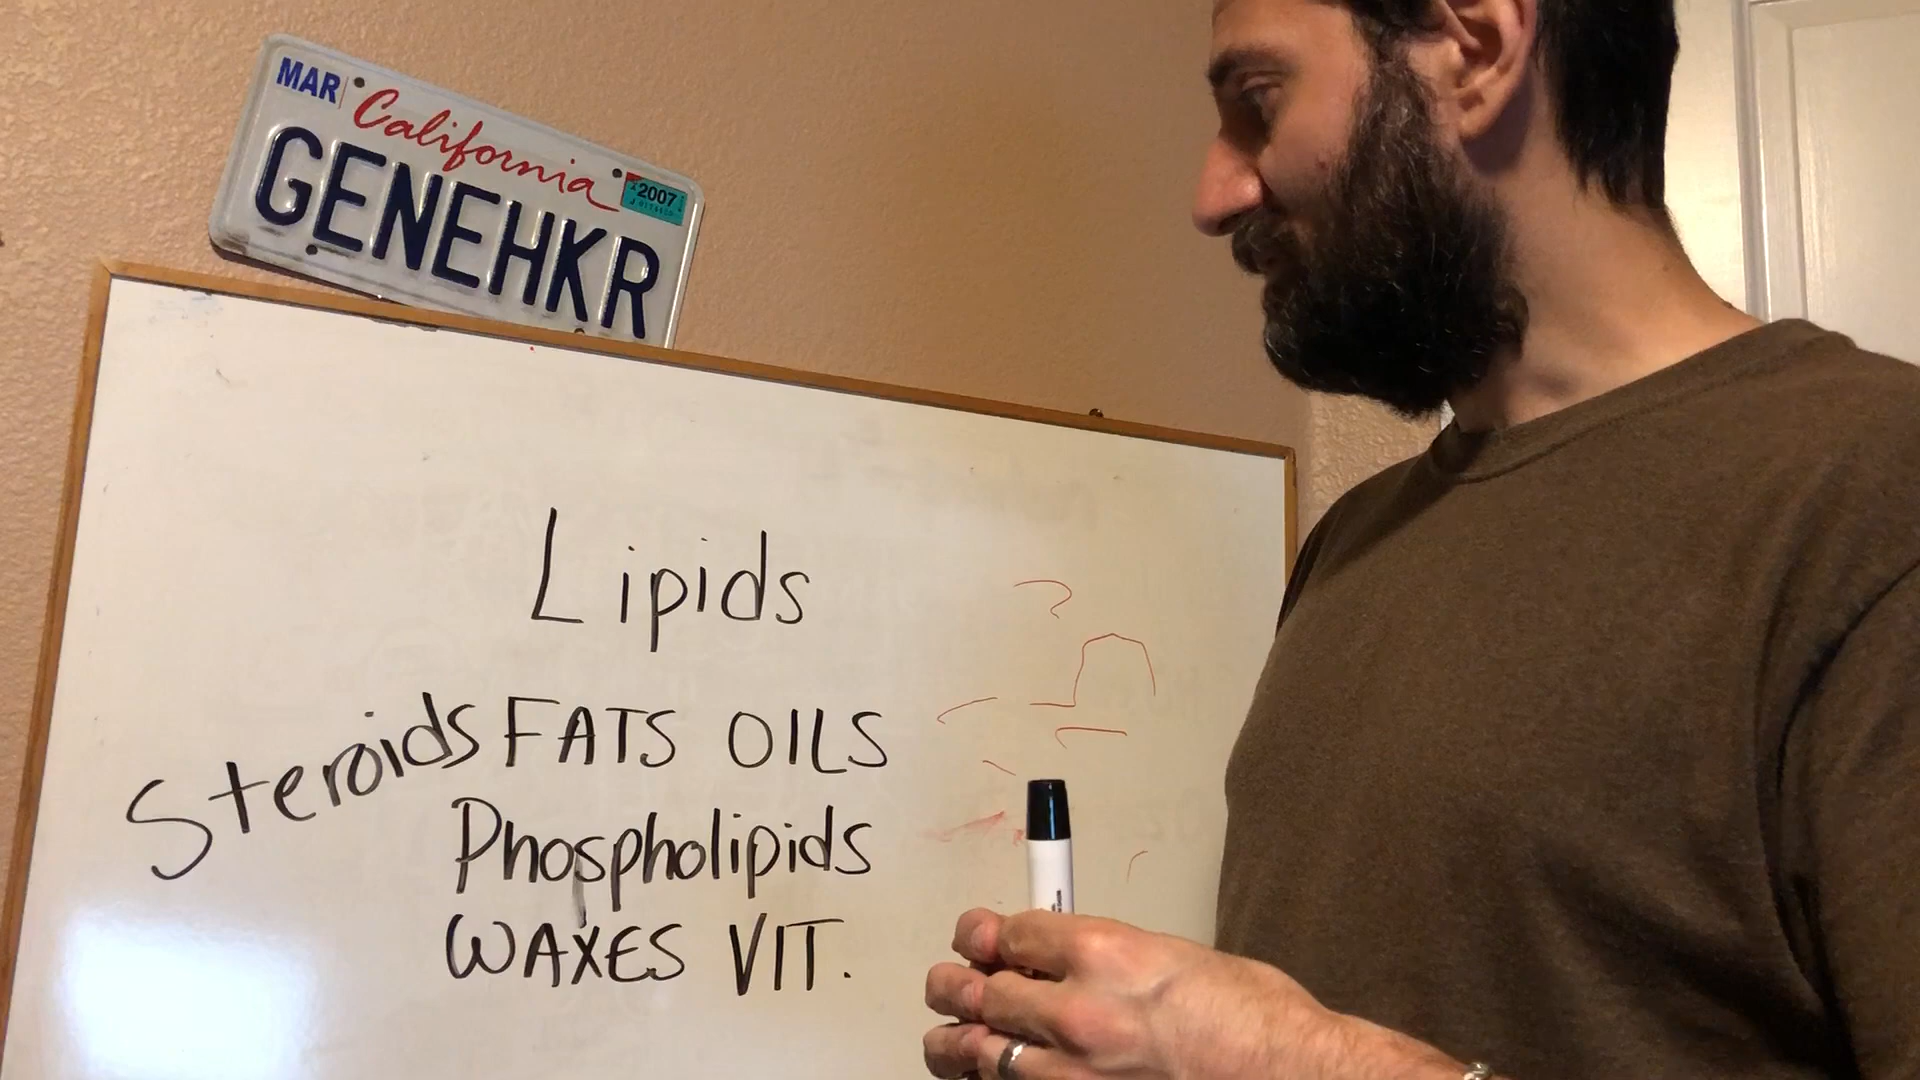 MAR California 2007
GENEHKR
Lipids
Steroids FATS OILS
Phospholipids
WAXES VIT.